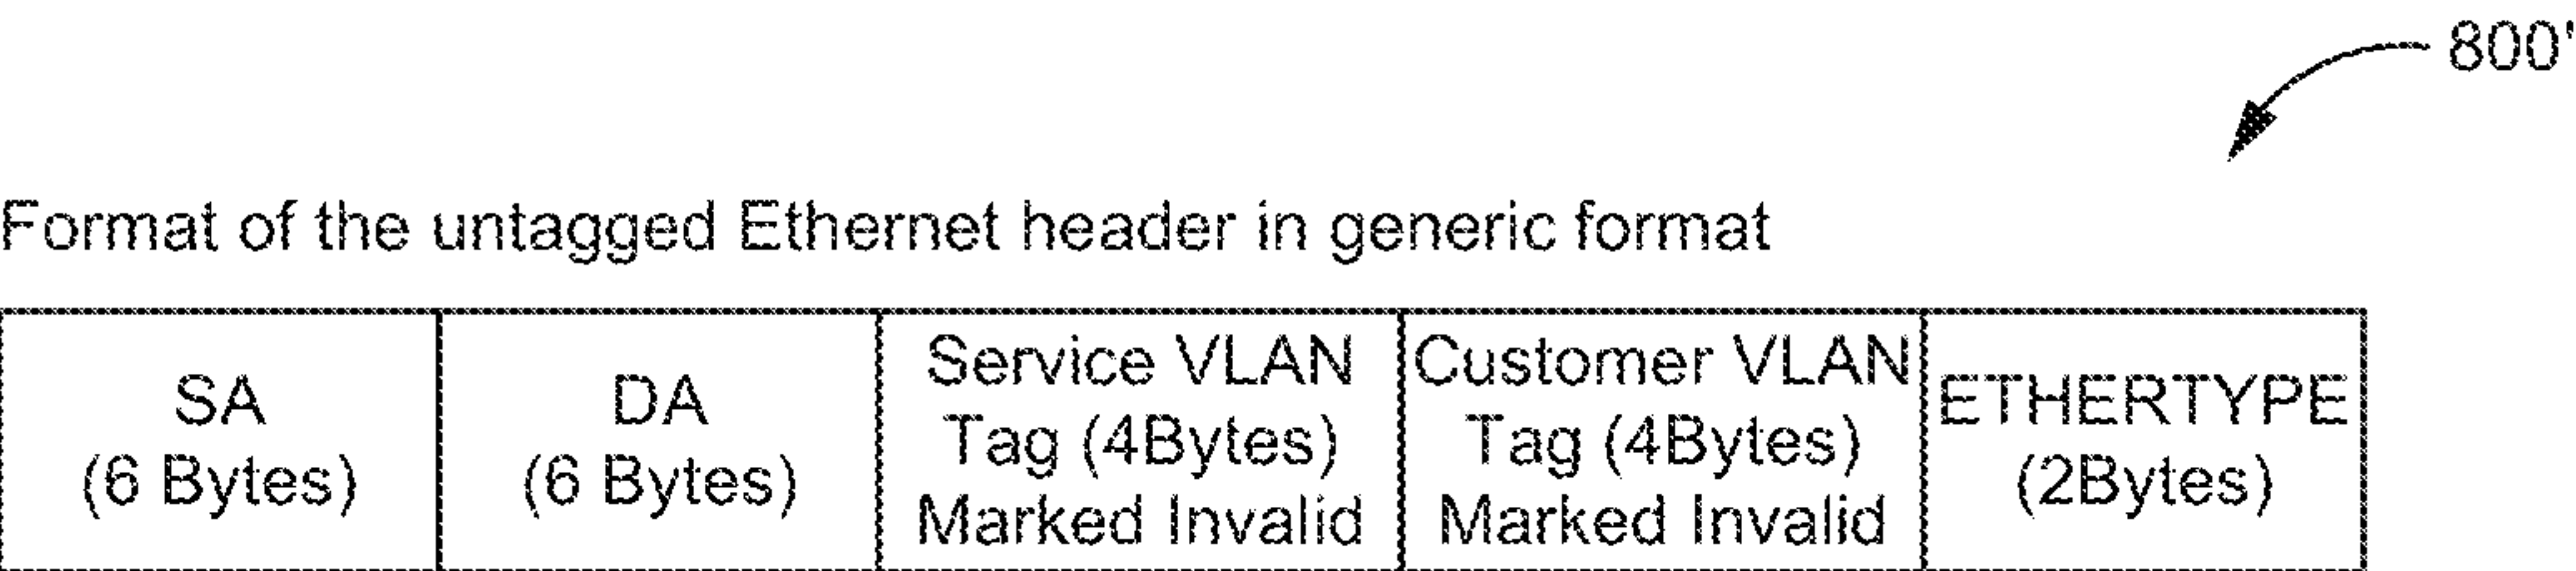 800'
Format of the untagged Ethernet header in generic format
SA
(6 Bytes)
DA
(6 Bytes)
Service VLAN
Tag (4Bytes)
Marked Invalid
Customer VLAN
Tag (4Bytes)
Marked Invalid
ETHERTYPE
(2Bytes)